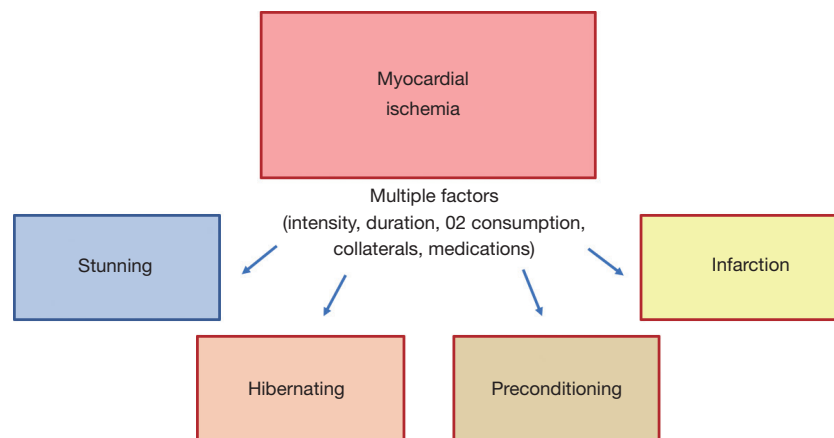 Myocardial
ischemia
Multiple factors
(intensity, duration, 02 consumption,
collaterals, medications)
Stunning
Infarction
Hibernating
Preconditioning